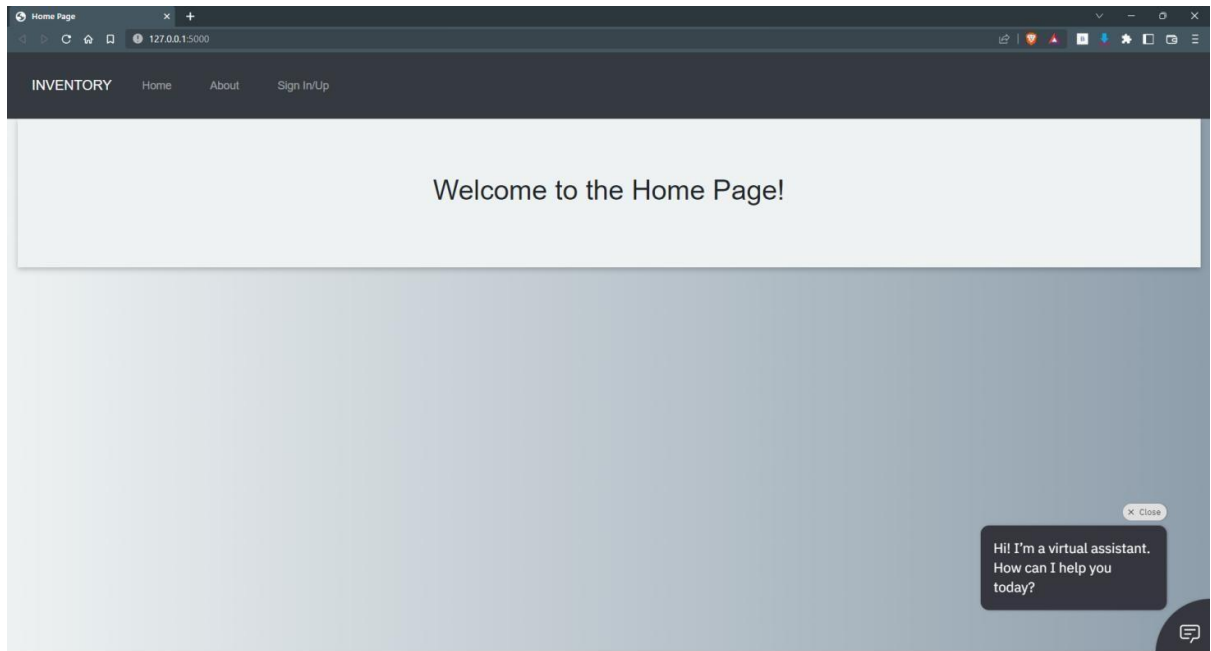 Home Page
127.0.0.1:5000
INVENTORY Home About Sign In/Up
Welcome to the Home Page!
Close
Hi! I'm a virtual assistant.
How can I help you
today?